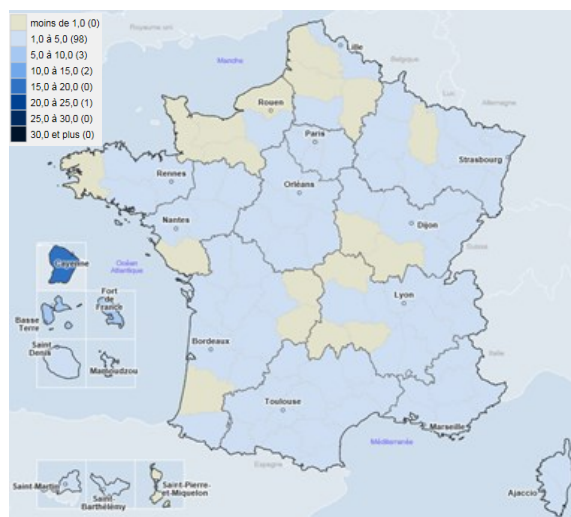 moins de 1,0 (0)
1,0 à 5,0 (98)
5,0 à 10,0 (3)
10,0 à 15,0 (2)
15,0 à 20,0 (0)
20,0 à 25,0 (1)
25,0 à 30,0 (0)
30,0 et plus (0)
Royaume-uni
Manche
Lille
Belgique
Lux
Allemagne
Rouen
Paris
Strasbourg
Rennes
Orléans
Nantes
Dijon
Suisse
Cayenne
Océan
Atlantique
Fort
de
France
Basse
Terre
Lyon
Saint
Denis
Mamoudzou
Bordeaux
Italie
Toulouse
Marseille
Méditerranée
Espagne
Saint-Martin
Saint-
Barthélémy
Saint-Pierre
et-Miquelon
Ajaccio